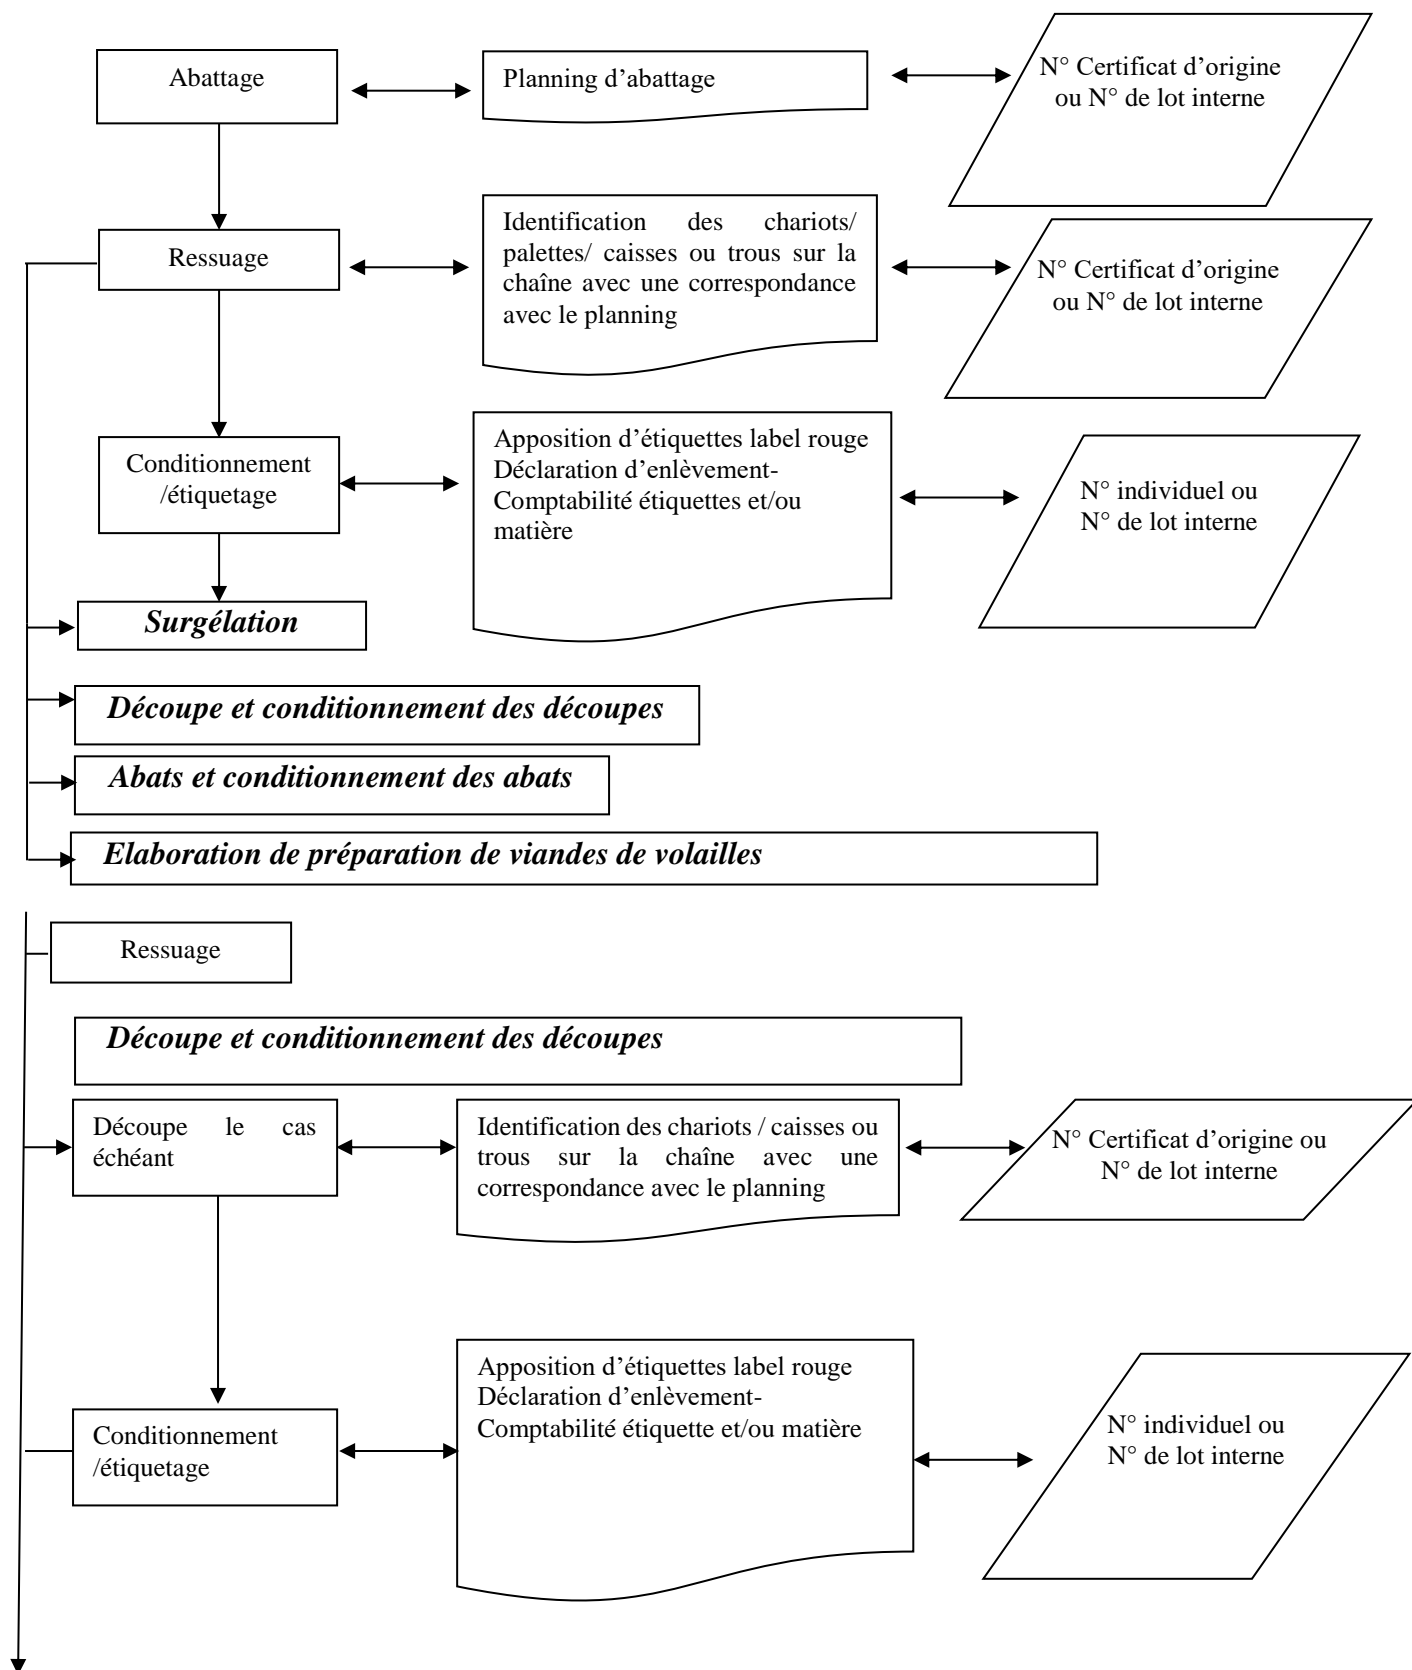 Abattage
Planning d'abattage
N° Certificat d'origine
ou N° de lot interne
Ressuage
Identification des chariots/
palettes/ caisses ou trous sur la
chaîne avec une correspondance
avec le planning
N° Certificat d'origine
ou N° de lot interne
Conditionnement
/étiquetage
Apposition d'étiquettes label rouge
Déclaration d'enlèvement-
Comptabilité étiquettes et/ou
matière
N° individuel ou
N° de lot interne
Surgélation
Découpe et conditionnement des découpes
Abats et conditionnement des abats
Elaboration de préparation de viandes de volailles
Ressuage
Découpe et conditionnement des découpes
Découpe le cas
échéant
Identification des chariots / caisses ou
trous sur la chaîne avec une
correspondance avec le planning
N° Certificat d'origine ou
N° de lot interne
Conditionnement
/étiquetage
Apposition d'étiquettes label rouge
Déclaration d'enlèvement-
Comptabilité étiquette et/ou matière
N° individuel ou
N° de lot interne